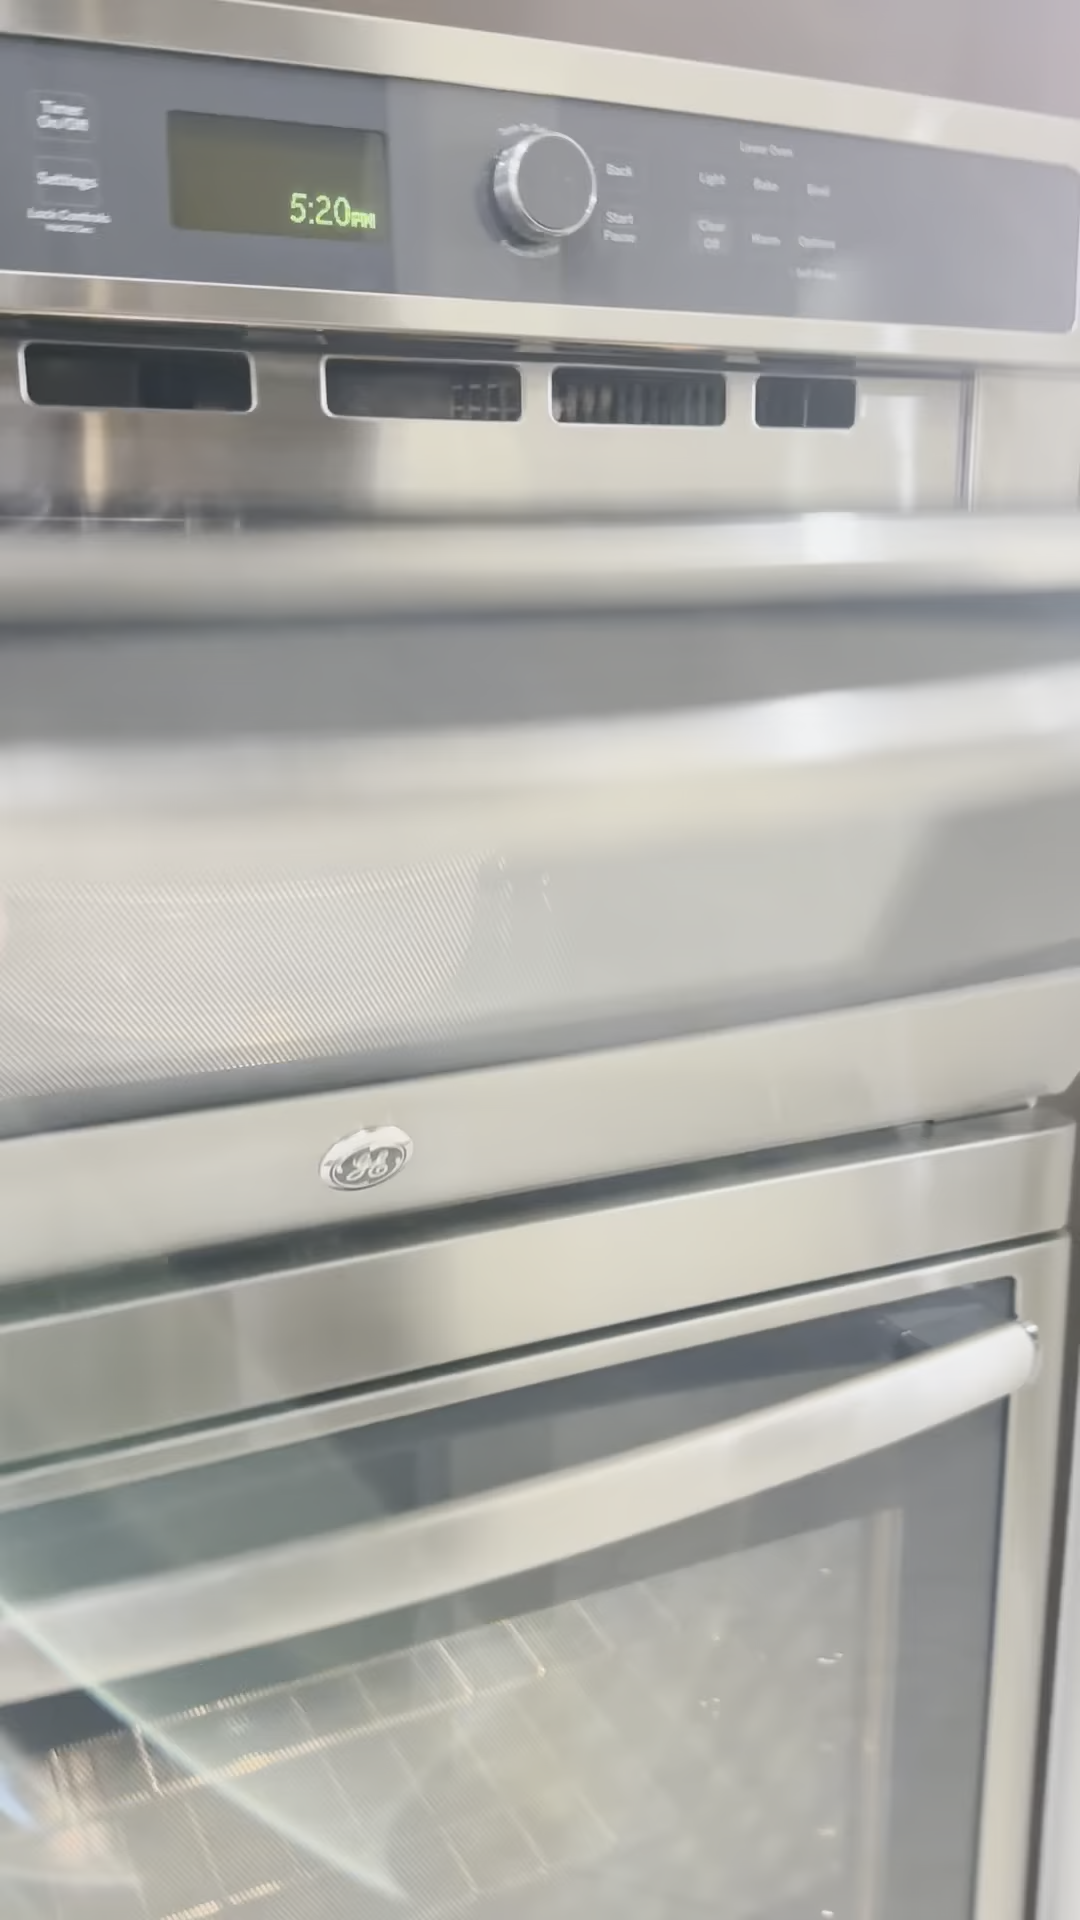 Timer
On/Off
Settings
Lock Controls
5:20PM
Back
Start
Pause
Lower Oven
Light
Bake
Broil
Clear
Off
Warm
Options
Self Clean
GE